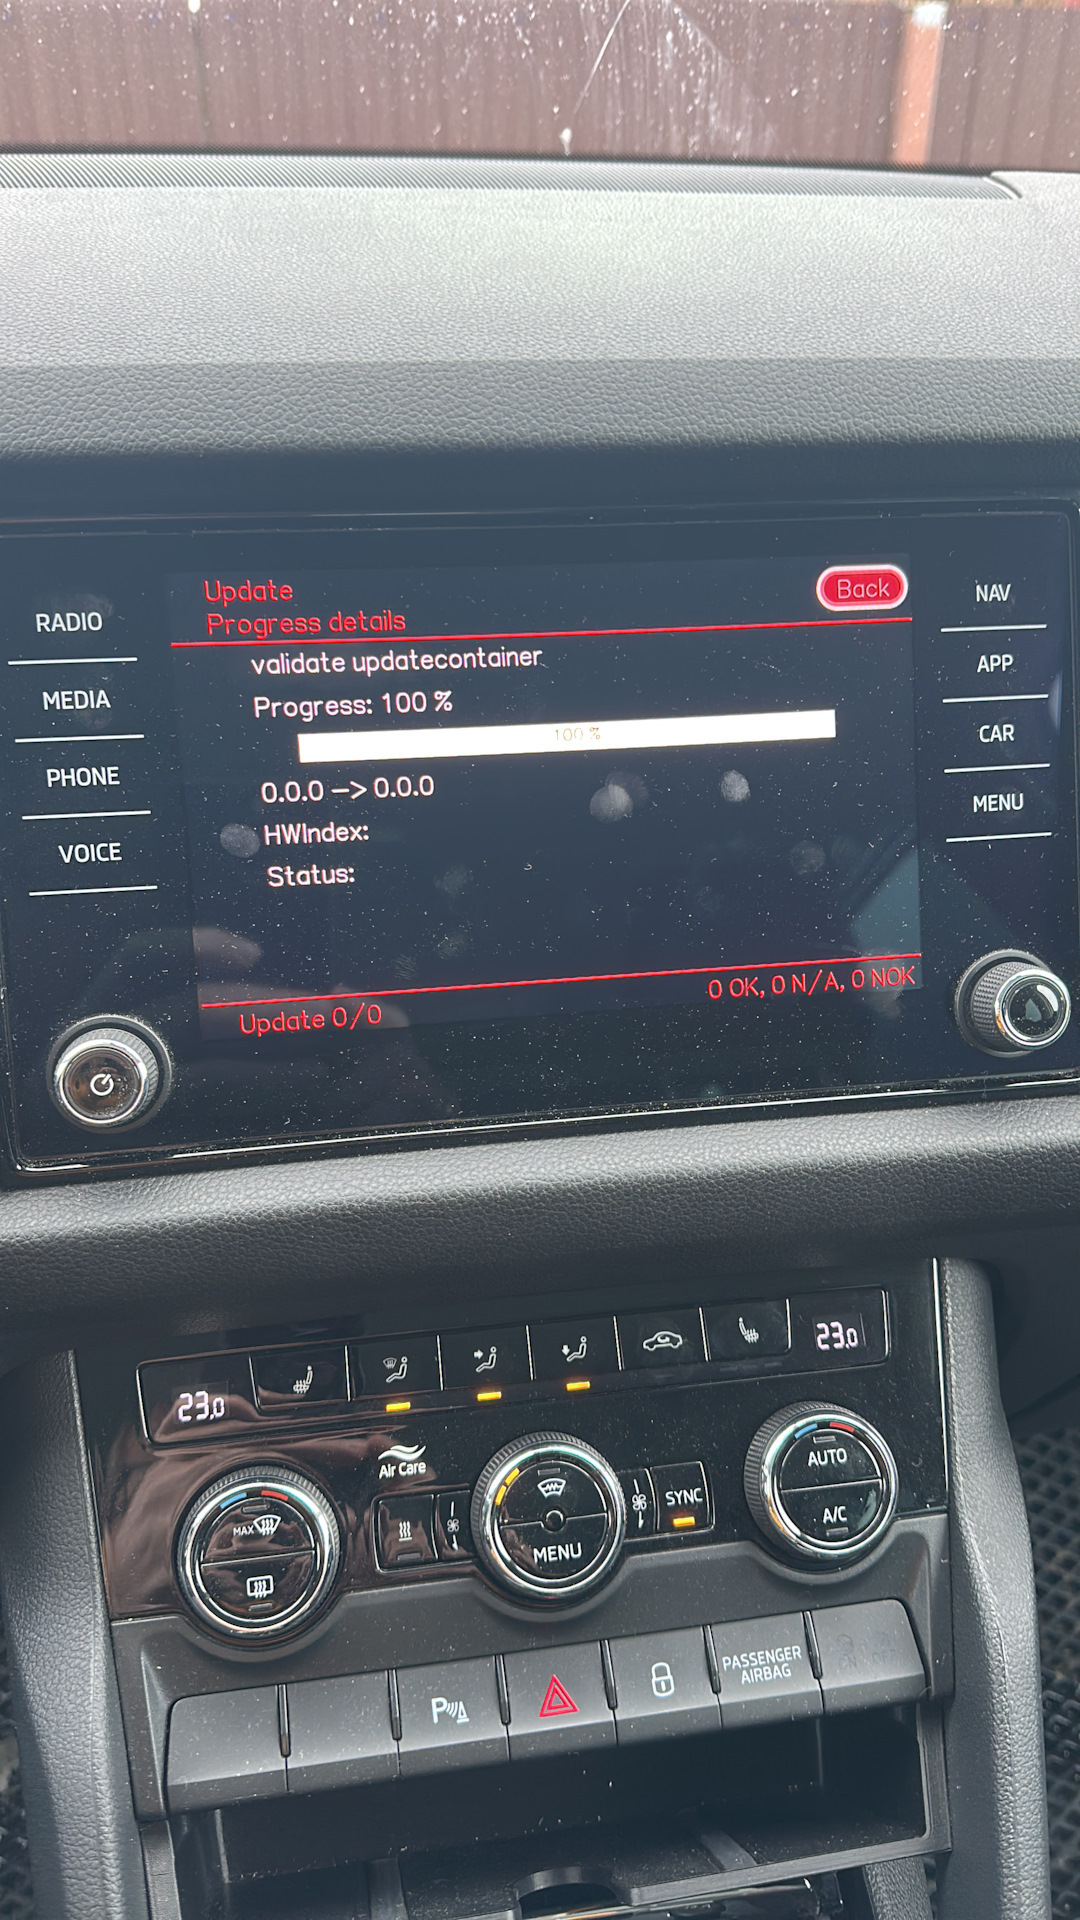 Update
Back
Progress details
validate updatecontainer
Progress: 100 %
100 %
0.0.0 —> 0.0.0
HWIndex:
Status:
0 OK, 0 N/A, 0 NOK
Update 0/0
RADIO
MEDIA
PHONE
VOICE
NAV
APP
CAR
MENU
23.0
23.0
Air Care
MAX
MENU
SYNC
AUTO
A/C
P
PASSENGER
AIRBAG